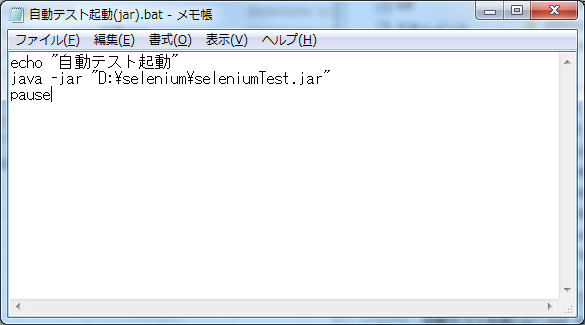 自動テスト起動(jar).bat - メモ帳
ファイル(F) 編集(E) 書式(O) 表示(V) ヘルプ(H)
echo "自動テスト起動"
java -jar "D:¥selenium¥seleniumTest.jar"
pause